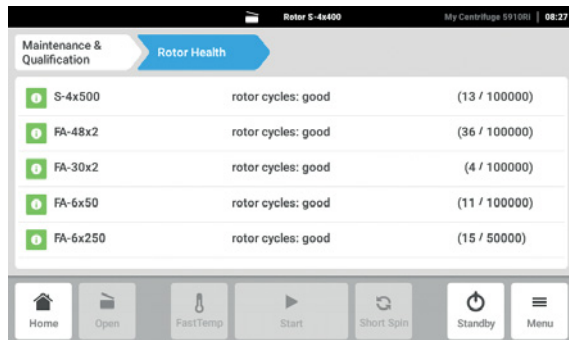 Rotor S-4x400 My Centrifuge 5910Ri | 08:27
Maintenance &
Qualification
Rotor Health
S-4x500 rotor cycles: good (13 / 100000)
FA-48x2 rotor cycles: good (36 / 100000)
FA-30x2 rotor cycles: good (4 / 100000)
FA-6x50 rotor cycles: good (11 / 100000)
FA-6x250 rotor cycles: good (15 / 50000)
Home Open FastTemp Start Short Spin Standby Menu